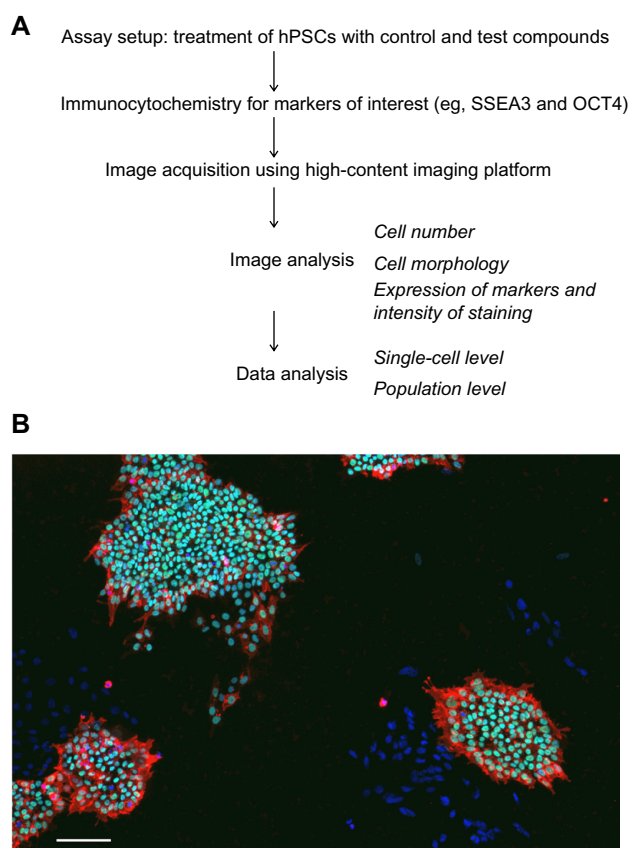 A
Assay setup: treatment of hPSCs with control and test compounds
Immunocytochemistry for markers of interest (eg, SSEA3 and OCT4)
Image acquisition using high-content imaging platform
Image analysis
Cell number
Cell morphology
Expression of markers and
intensity of staining
Data analysis
Single-cell level
Population level
B